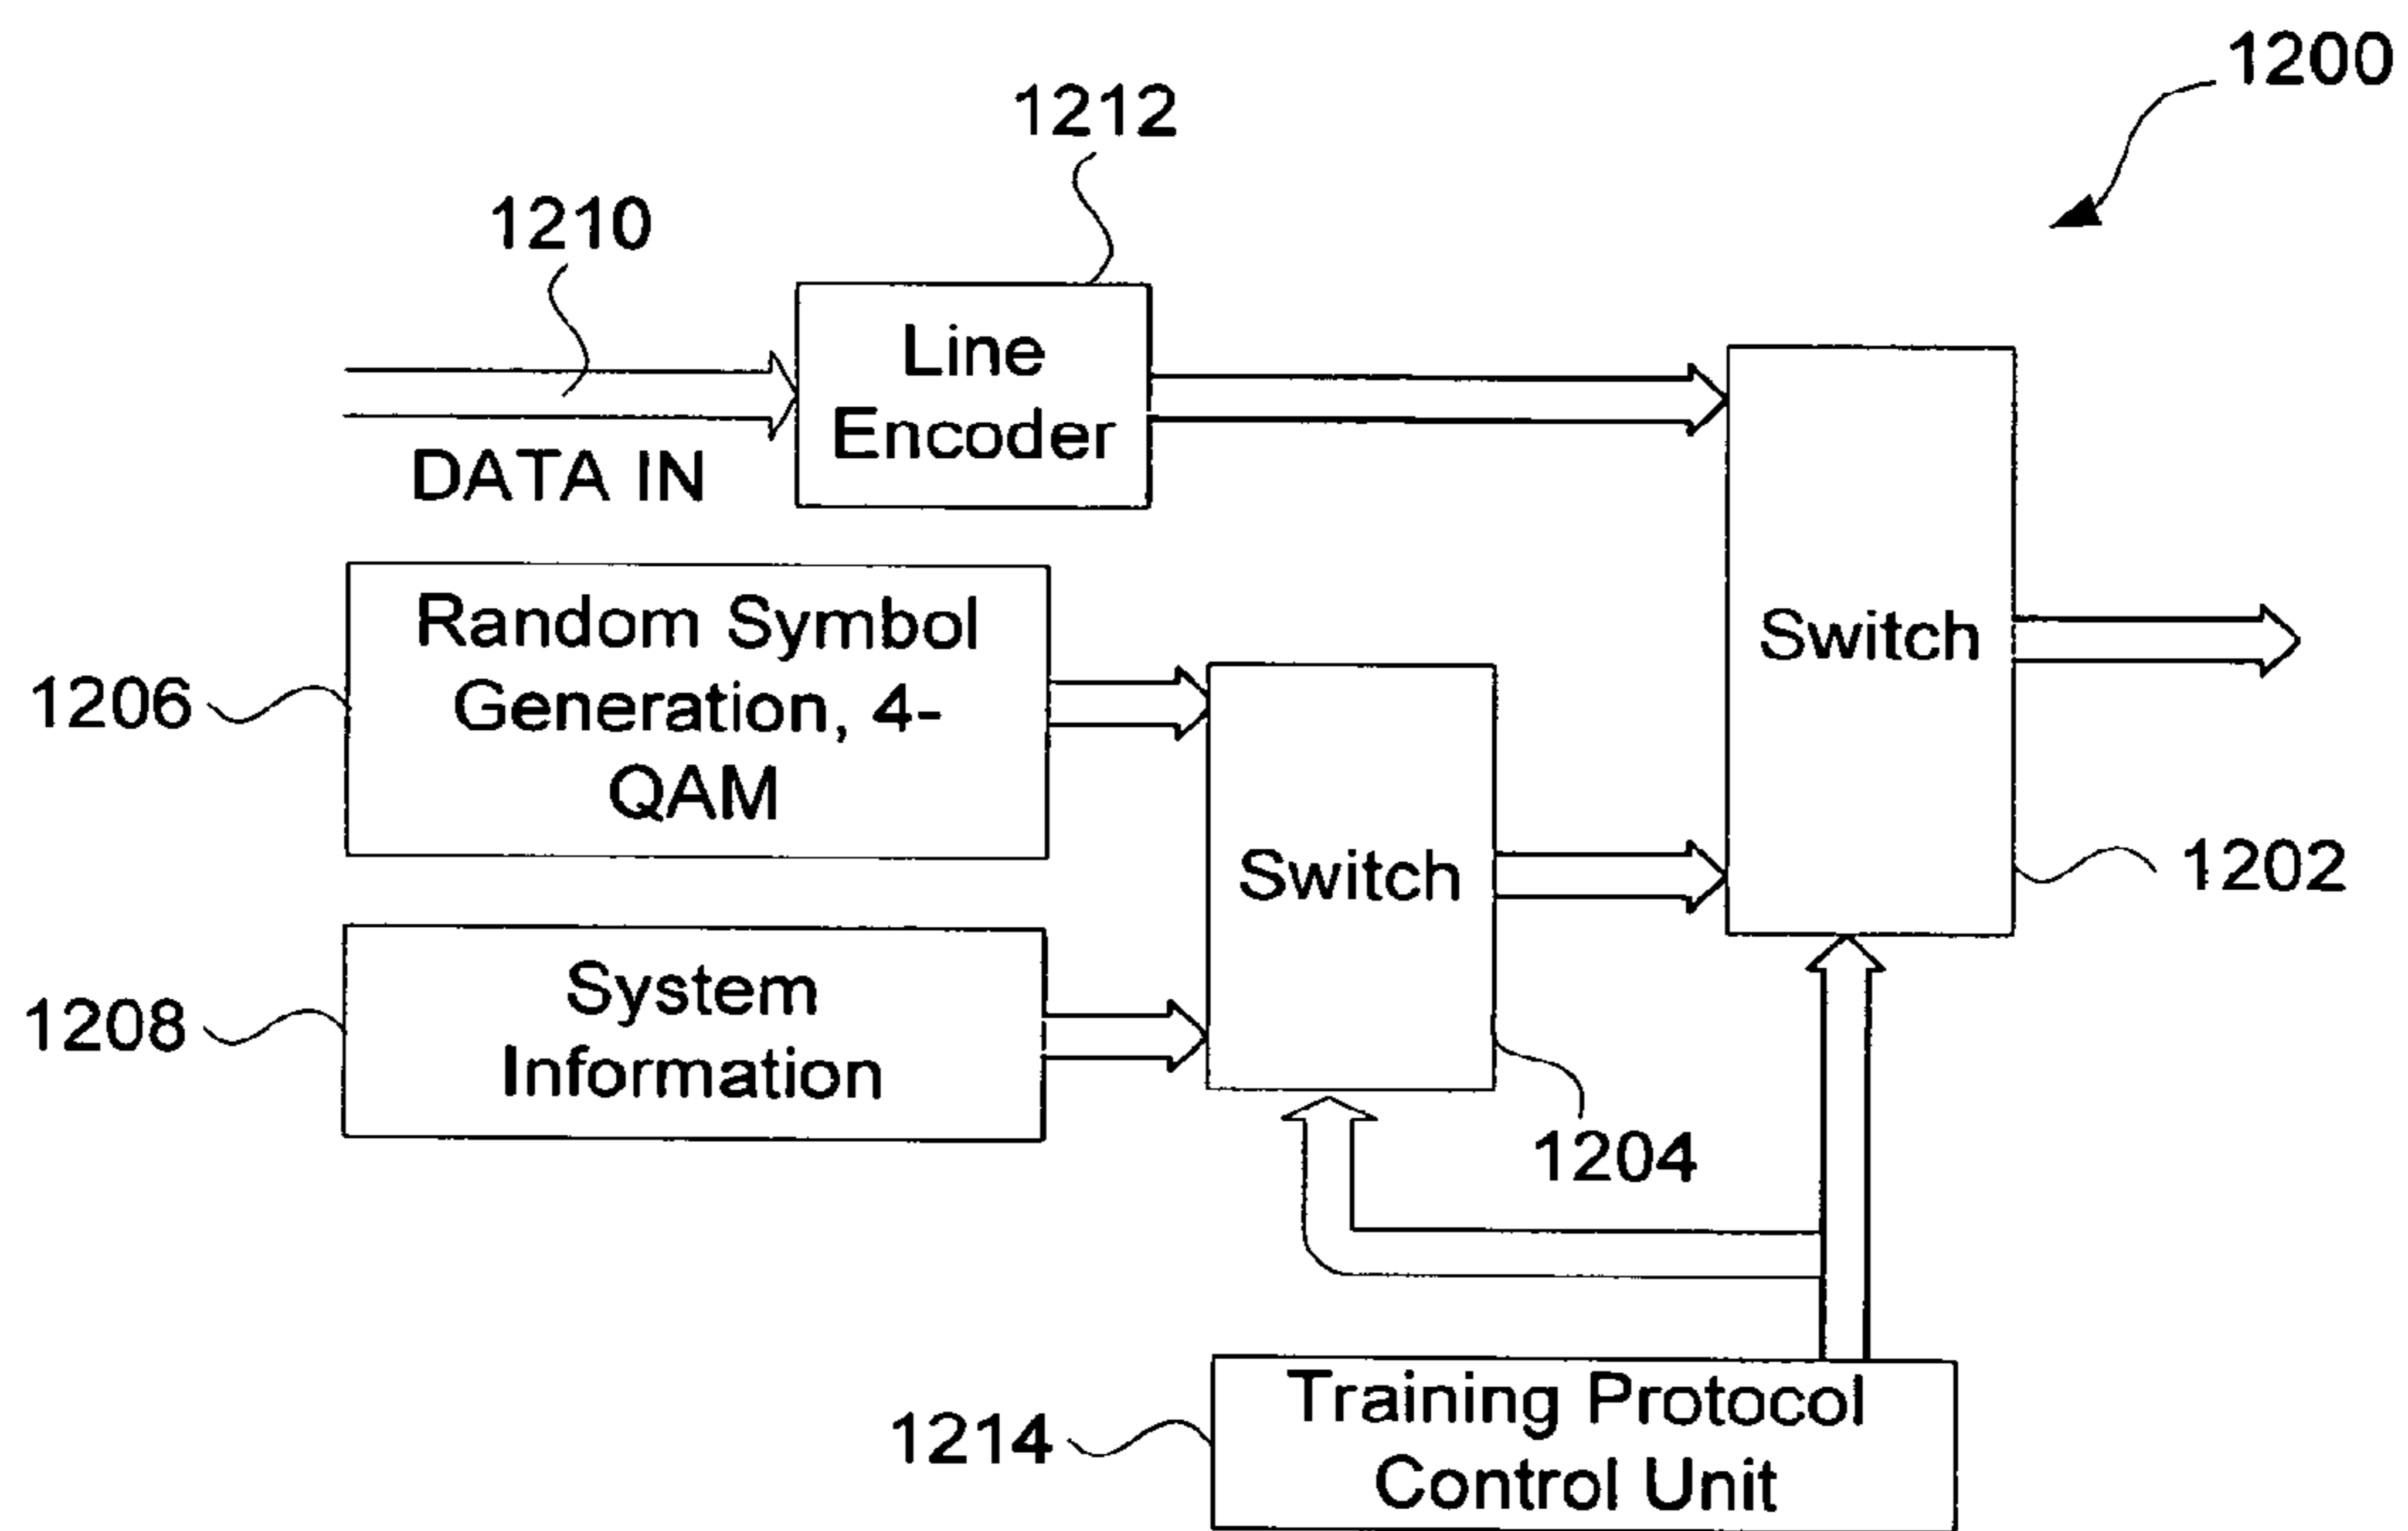 1200
1212
1210
Line
Encoder
DATA IN
Random Symbol
Generation, 4-
QAM
1206
Switch
Switch
1202
System
Information
1208
1204
Training Protocol
Control Unit
1214